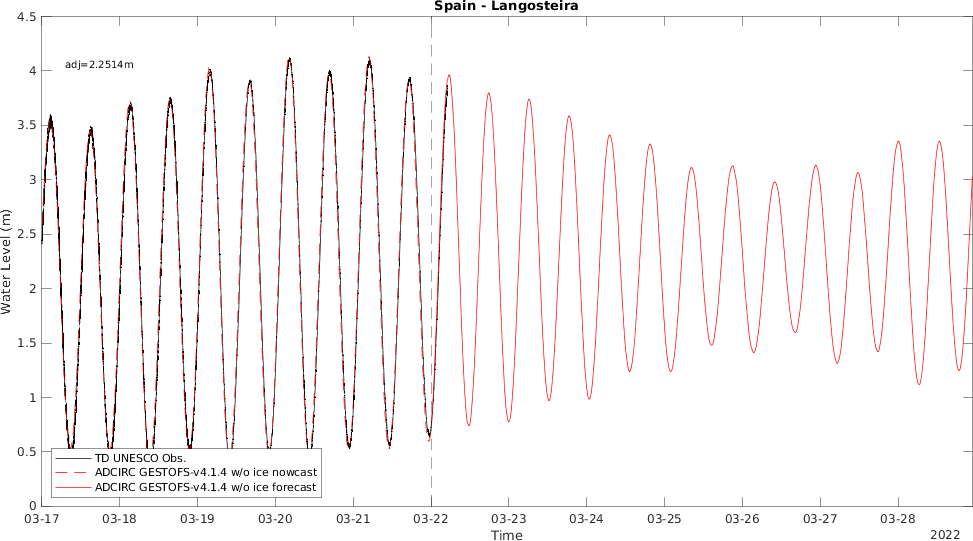 Spain - Langosteira
4.5
adj=2.2514m
4
3.5
3
2.5
2
1.5
1
0.5
0
Water Level (m)
TD UNESCO Obs.
ADCIRC GESTOFS-v4.1.4 w/o ice nowcast
ADCIRC GESTOFS-v4.1.4 w/o ice forecast
03-17 03-18 03-19 03-20 03-21 03-22 03-23 03-24 03-25 03-26 03-27 03-28
Time
2022